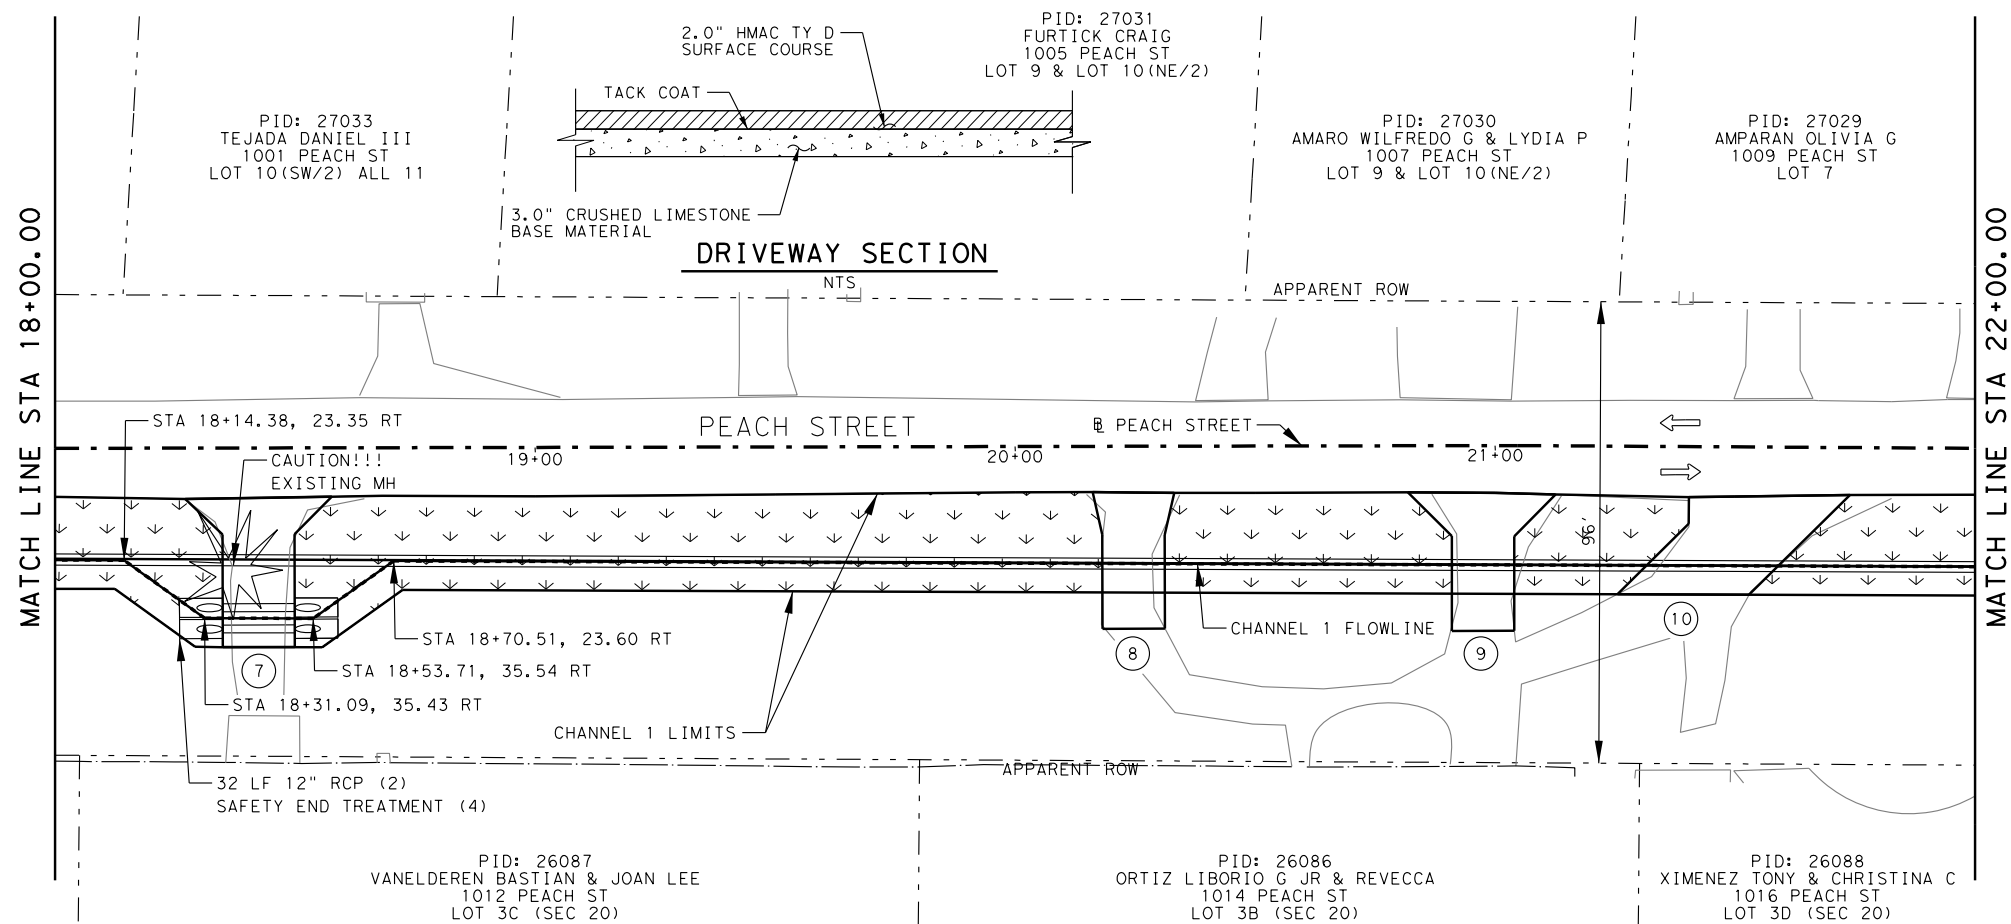 PID: 27033
TEJADA DANIEL III
1001 PEACH ST
LOT 10(SW/2) ALL 11
2.0" HMAC TY D
SURFACE COURSE
TACK COAT
3.0" CRUSHED LIMESTONE
BASE MATERIAL
DRIVEWAY SECTION
NTS
PID: 27031
FURTICK CRAIG
1005 PEACH ST
LOT 9 & LOT 10(NE/2)
PID: 27030
AMARO WILFREDO G & LYDIA P
1007 PEACH ST
LOT 9 & LOT 10(NE/2)
PID: 27029
AMPARAN OLIVIA G
1009 PEACH ST
LOT 7
MATCH LINE STA 18+00.00
MATCH LINE STA 22+00.00
APPARENT ROW
STA 18+14.38, 23.35 RT
PEACH STREET
BL PEACH STREET
CAUTION!!!
EXISTING MH
19+00
20+00
21+00
96'
STA 18+70.51, 23.60 RT
CHANNEL 1 FLOWLINE
7
8
9
10
STA 18+53.71, 35.54 RT
STA 18+31.09, 35.43 RT
CHANNEL 1 LIMITS
APPARENT ROW
32 LF 12" RCP (2)
SAFETY END TREATMENT (4)
PID: 26087
VANELDEREN BASTIAN & JOAN LEE
1012 PEACH ST
LOT 3C (SEC 20)
PID: 26086
ORTIZ LIBORIO G JR & REVECCA
1014 PEACH ST
LOT 3B (SEC 20)
PID: 26088
XIMENEZ TONY & CHRISTINA C
1016 PEACH ST
LOT 3D (SEC 20)